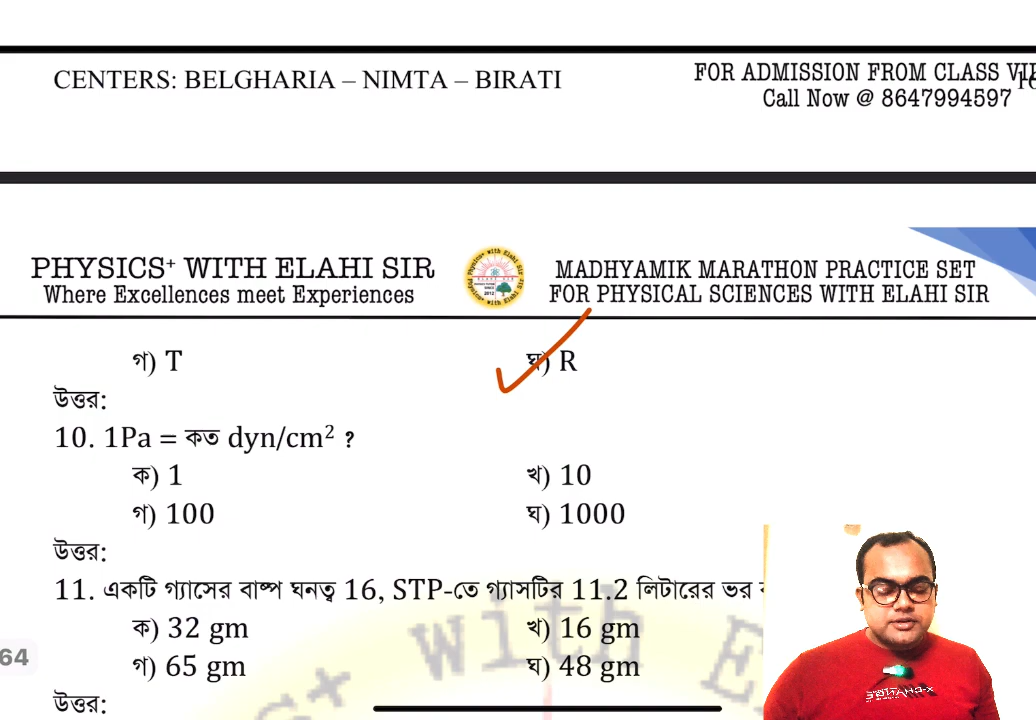 CENTERS: BELGHARIA – NIMTA – BIRATI
FOR ADMISSION FROM CLASS VII
Call Now @ 8647994597
PHYSICS⁺ WITH ELAHI SIR
Where Excellences meet Experiences
MADHYAMIK MARATHON PRACTICE SET
FOR PHYSICAL SCIENCES WITH ELAHI SIR
গ) T ঘ) R
উত্তর:
10. 1Pa = কত dyn/cm² ?
ক) 1 খ) 10
গ) 100 ঘ) 1000
উত্তর:
11. একটি গ্যাসের বাষ্প ঘনত্ব 16, STP-তে গ্যাসটির 11.2 লিটারের ভর
ক) 32 gm খ) 16 gm
গ) 65 gm ঘ) 48 gm
উত্তর:
64